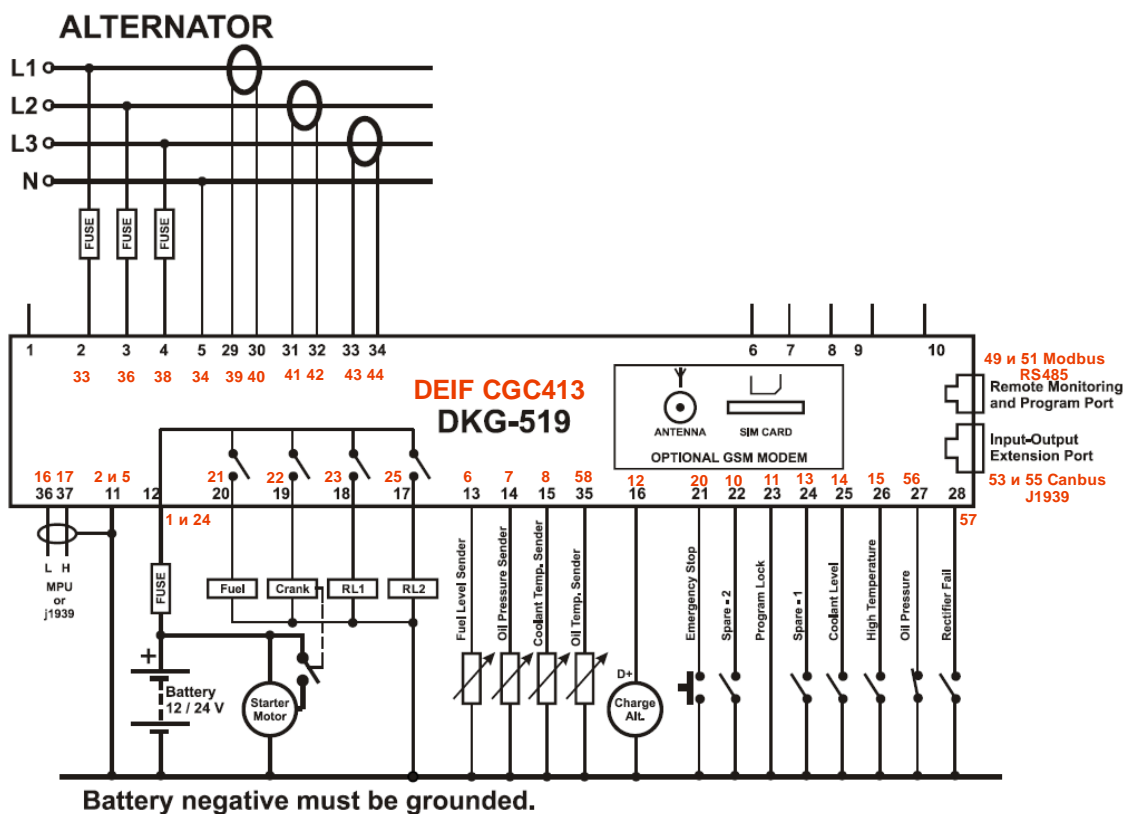 ALTERNATOR
L1
L2
L3
N
FUSE FUSE FUSE
1 2 3 4 5 29 30 31 32 33 34 6 7 8 9 10
33 36 38 34 39 40 41 42 43 44
49 и 51 Modbus
RS485
Remote Monitoring
and Program Port
DEIF CGC413
DKG-519
ANTENNA SIM CARD
OPTIONAL GSM MODEM
Input-Output
Extension Port
53 и 55 Canbus
J1939
16 17 2 и 5 21 22 23 25 6 7 8 58 12 20 10 11 13 14 15 56
36 37 11 12 20 19 18 17 13 14 15 35 16 21 22 23 24 25 26 27 28
1 и 24 57
L H
MPU
or
j1939
FUSE
Fuel Crank RL1 RL2
Fuel Level Sender
Oil Pressure Sender
Coolant Temp. Sender
Oil Temp. Sender
Emergency Stop
Spare - 2
Program Lock
Spare - 1
Coolant Level
High Temperature
Oil Pressure
Rectifier Fail
+
Battery
12 / 24 V
Starter
Motor
D+
Charge
Alt.
Battery negative must be grounded.